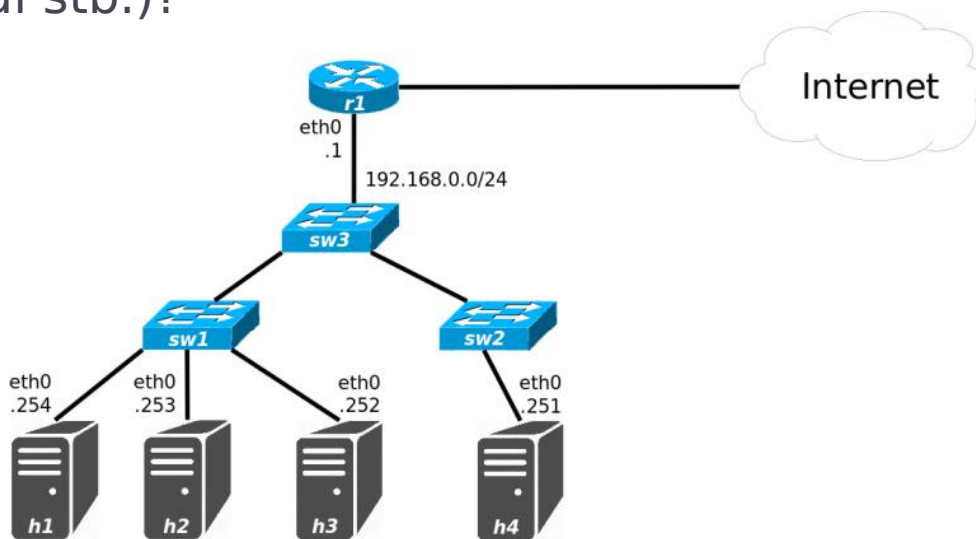 stb.)?
Internet
r1
eth0
.1
192.168.0.0/24
sw3
sw1
sw2
eth0
.254
eth0
.253
eth0
.252
eth0
.251
h1
h2
h3
h4